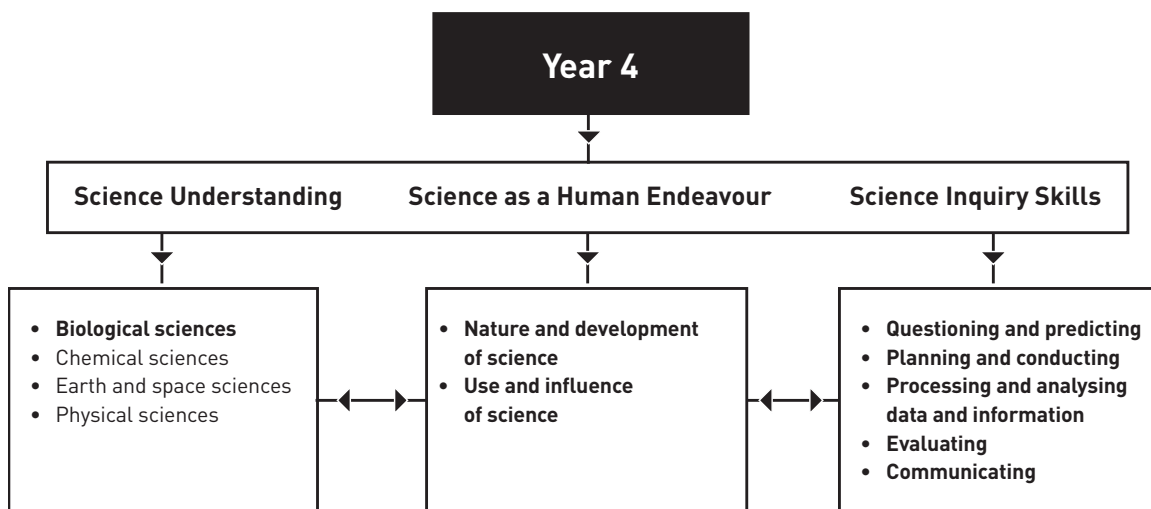 Year 4
Science Understanding
Science as a Human Endeavour
Science Inquiry Skills
• Biological sciences
• Chemical sciences
• Earth and space sciences
• Physical sciences
• Nature and development
of science
• Use and influence
of science
• Questioning and predicting
• Planning and conducting
• Processing and analysing
data and information
• Evaluating
• Communicating